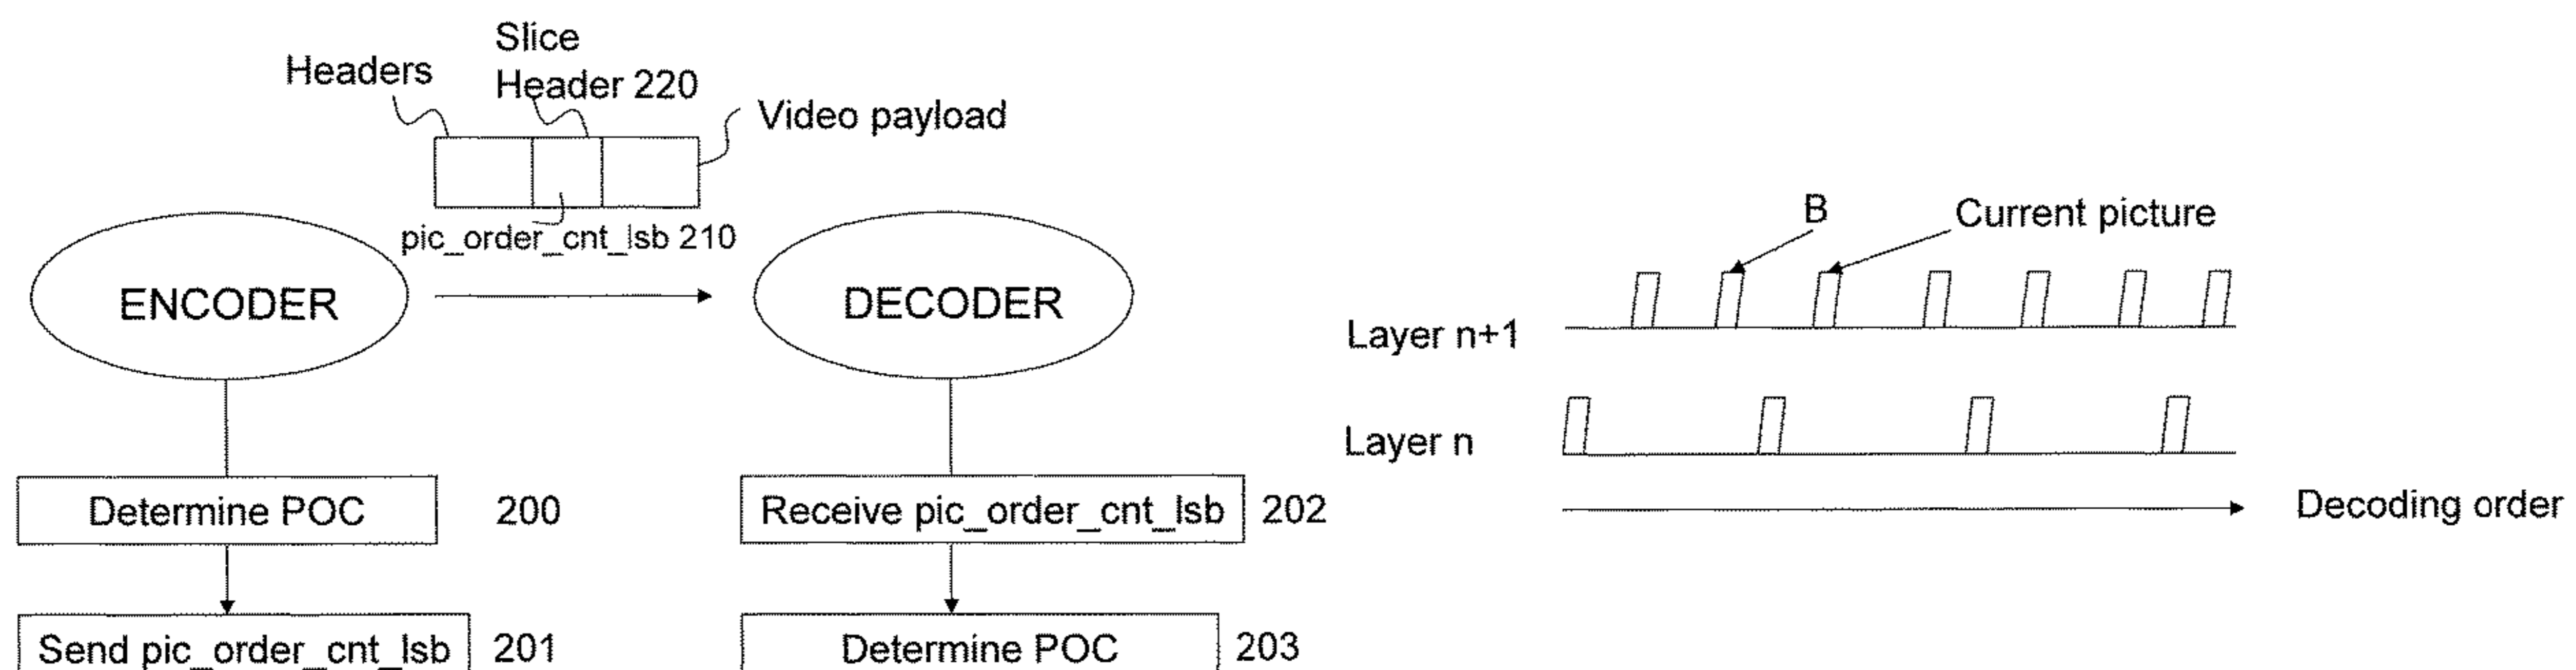 Slice
Header 220
Headers
Video payload
pic_order_cnt_lsb 210
ENCODER
DECODER
Determine POC 200
Receive pic_order_cnt_lsb 202
Send pic_order_cnt_lsb 201
Determine POC 203
B
Current picture
Layer n+1
Layer n
Decoding order